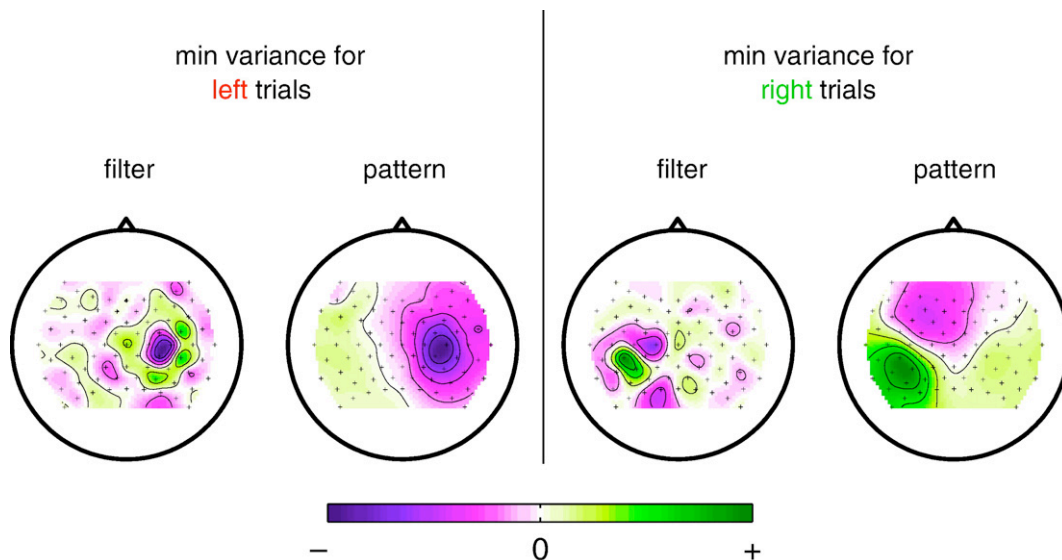 min variance for
left trials
filter
pattern
min variance for
right trials
filter
pattern
− 0 +